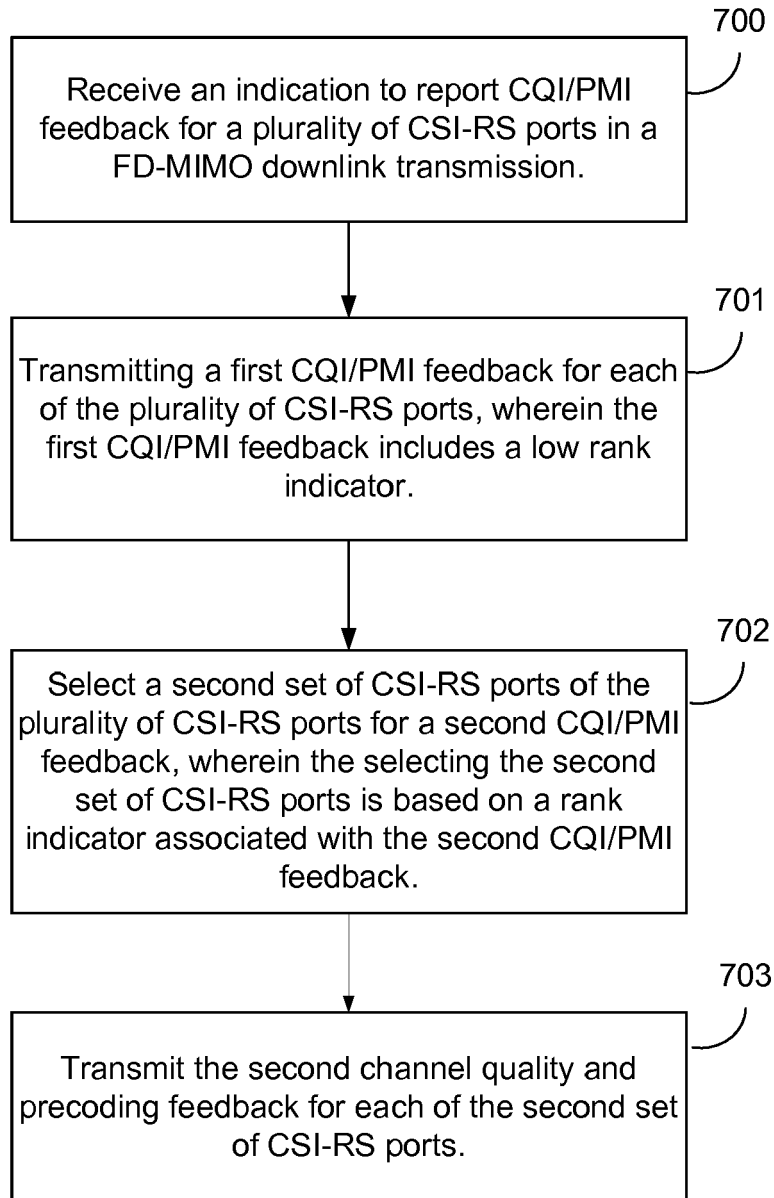 700
Receive an indication to report CQI/PMI
feedback for a plurality of CSI-RS ports in a
FD-MIMO downlink transmission.
701
Transmitting a first CQI/PMI feedback for each
of the plurality of CSI-RS ports, wherein the
first CQI/PMI feedback includes a low rank
indicator.
702
Select a second set of CSI-RS ports of the
plurality of CSI-RS ports for a second CQI/PMI
feedback, wherein the selecting the second
set of CSI-RS ports is based on a rank
indicator associated with the second CQI/PMI
feedback.
703
Transmit the second channel quality and
precoding feedback for each of the second set
of CSI-RS ports.